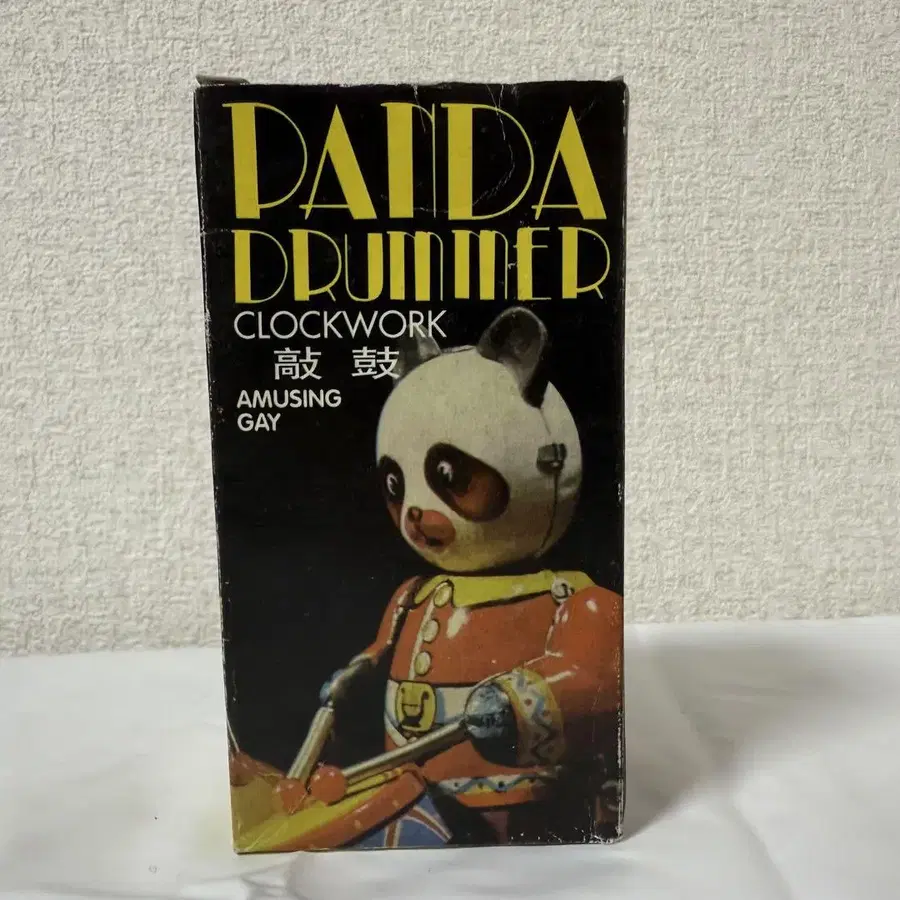 PANDA
DRUMMER
CLOCKWORK
敲 鼓
AMUSING
GAY